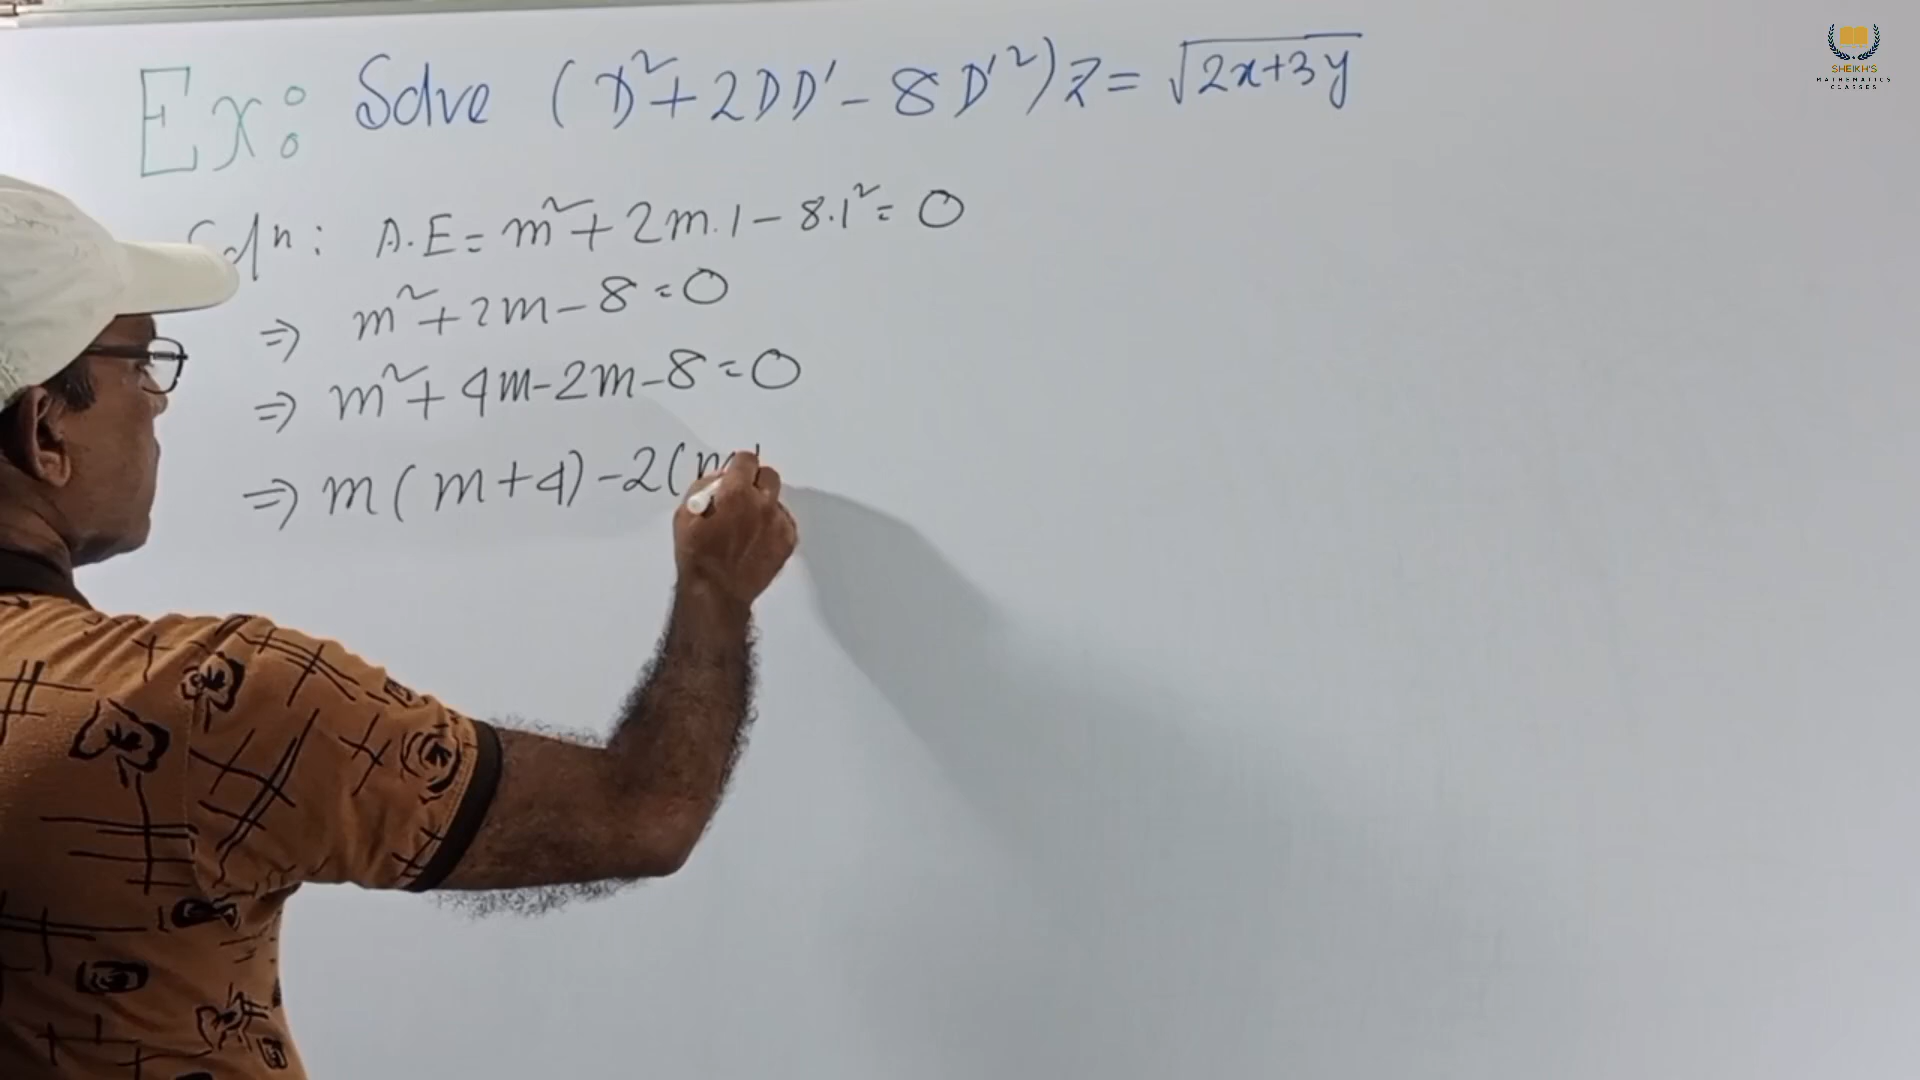 SHEIKH'S
MATHEMATICS
CLASSES
Ex: Solve (D²+2DD'-8D'²)z=√2x+3y
Soln: A.E=m²+2m.1-8.1²=0
⇒ m²+2m-8=0
⇒ m²+4m-2m-8=0
⇒ m(m+4)-2(m